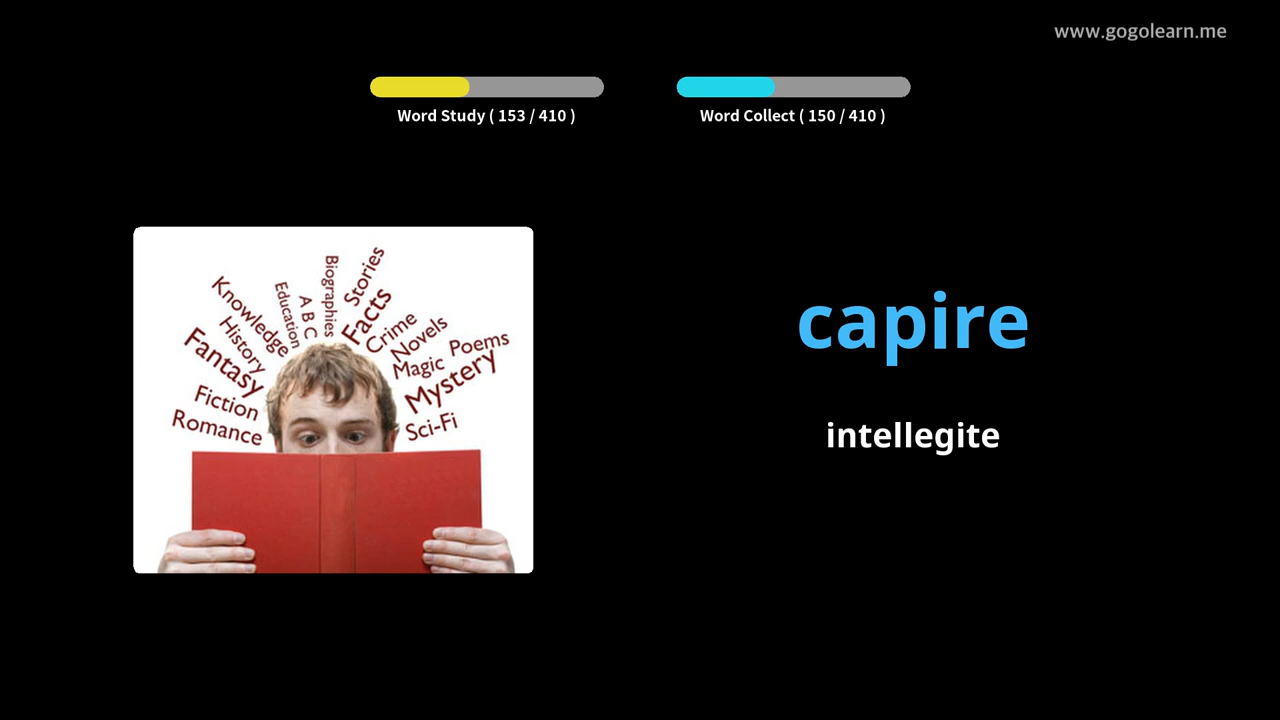 www.gogolearn.me
Word Study ( 153 / 410 )
Word Collect ( 150 / 410 )
capire
intellegite
Knowledge
Education
A B C
Biographies
Stories
Facts
Crime
Novels
Poems
Magic
Mystery
Sci-Fi
History
Fantasy
Fiction
Romance